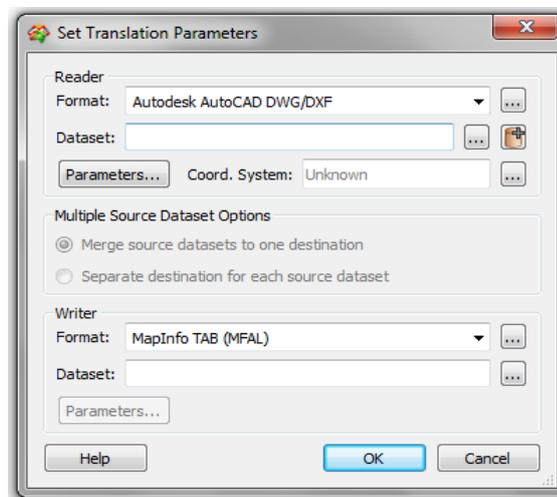 Set Translation Parameters
Reader
Format: Autodesk AutoCAD DWG/DXF ...
Dataset: ...
Parameters... Coord. System: Unknown ...
Multiple Source Dataset Options
Merge source datasets to one destination
Separate destination for each source dataset
Writer
Format: MapInfo TAB (MFAL) ...
Dataset: ...
Parameters...
Help OK Cancel